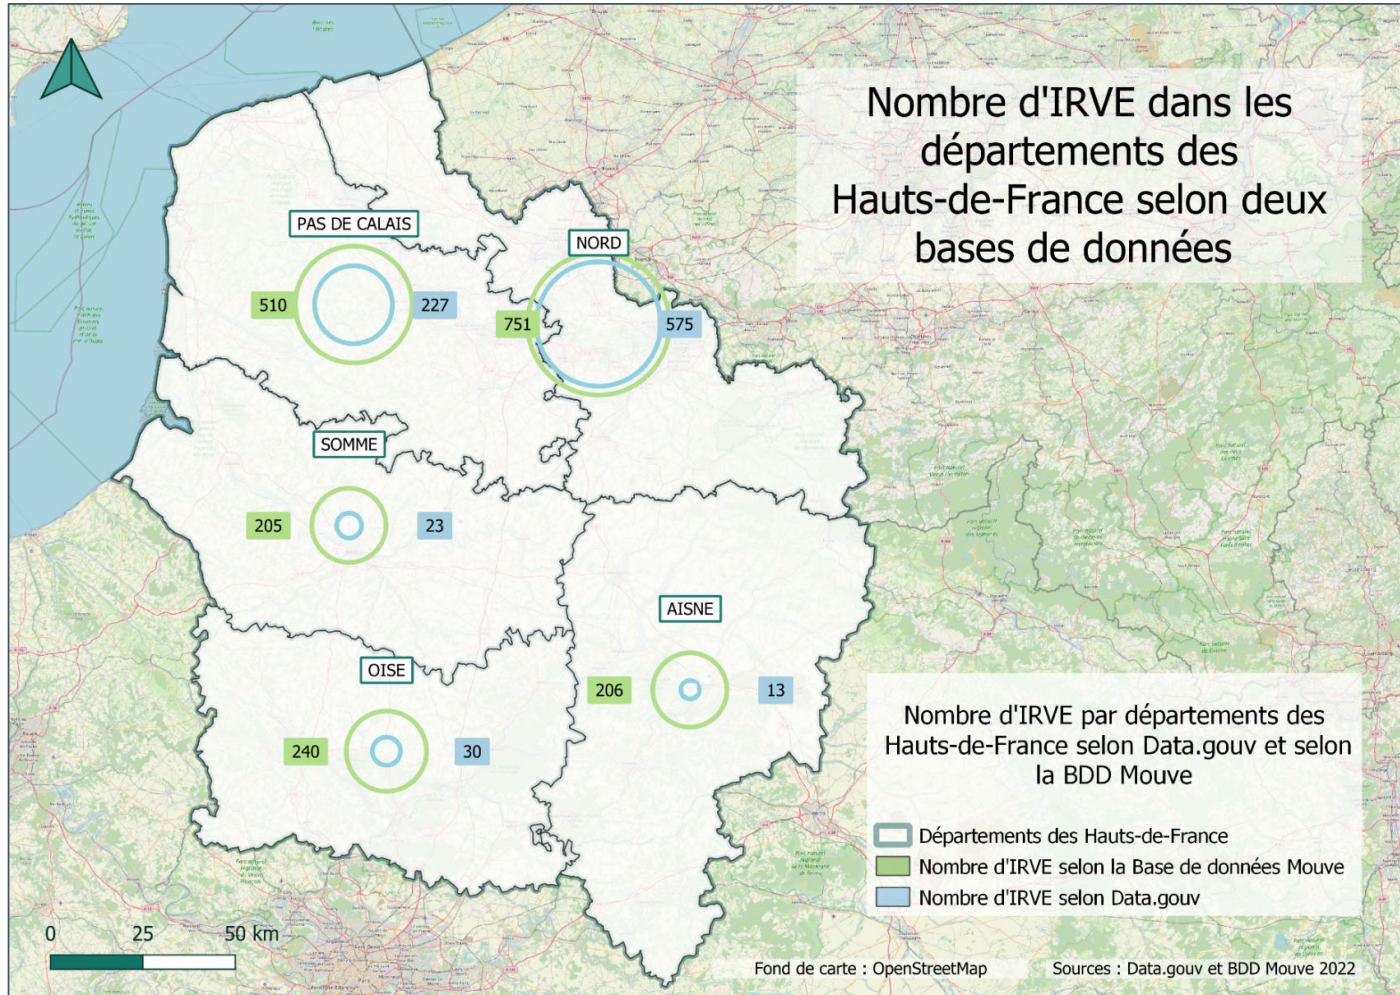 Nombre d'IRVE dans les
départements des
Hauts-de-France selon deux
bases de données
PAS DE CALAIS
510
227
NORD
751
575
SOMME
205
23
AISNE
206
13
OISE
240
30
Nombre d'IRVE par départements des
Hauts-de-France selon Data.gouv et selon
la BDD Mouve
Départements des Hauts-de-France
Nombre d'IRVE selon la Base de données Mouve
Nombre d'IRVE selon Data.gouv
0 25 50 km
Fond de carte : OpenStreetMap
Sources : Data.gouv et BDD Mouve 2022